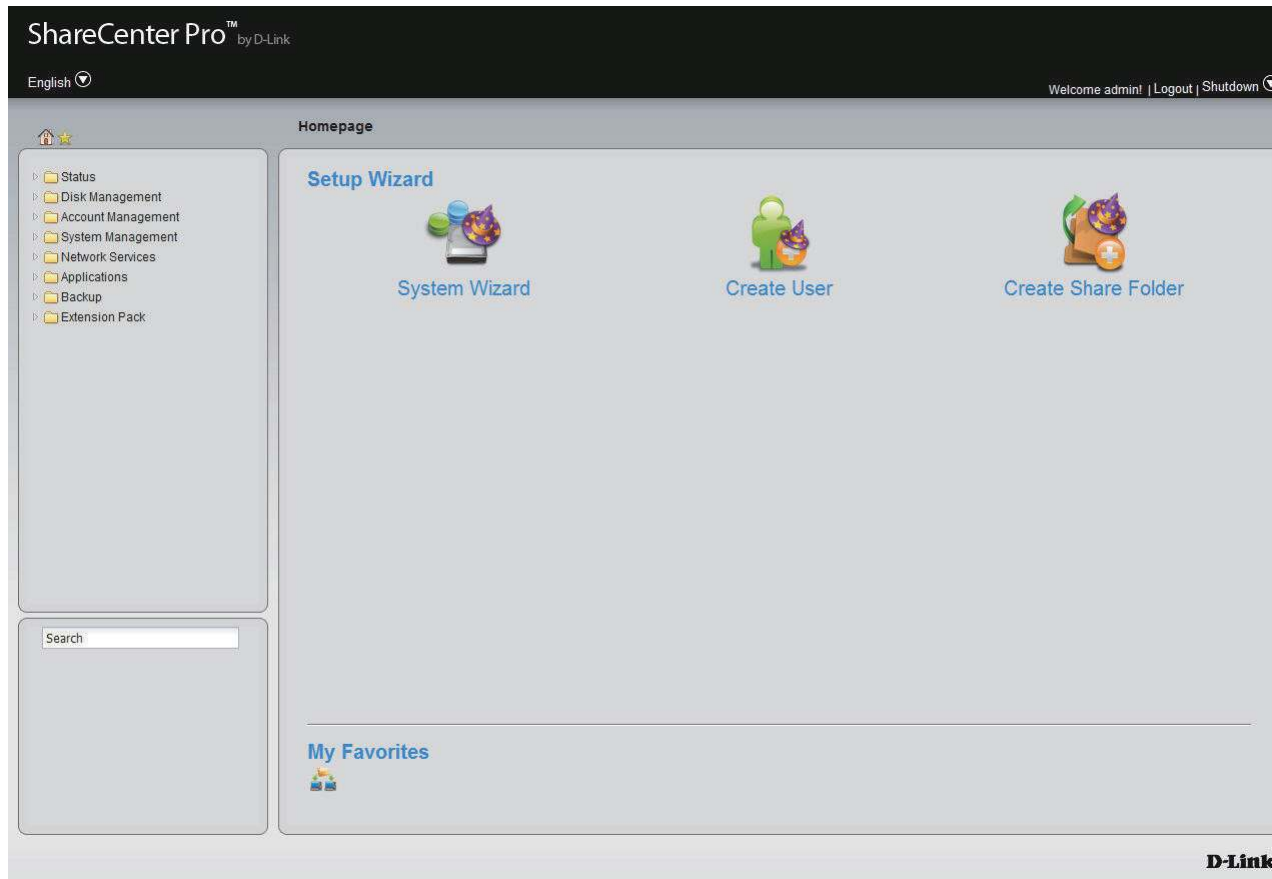 ShareCenter Pro™ by D-Link
English
Welcome admin! | Logout | Shutdown
Homepage
Status
Disk Management
Account Management
System Management
Network Services
Applications
Backup
Extension Pack
Search
Setup Wizard
System Wizard
Create User
Create Share Folder
My Favorites
D-Link